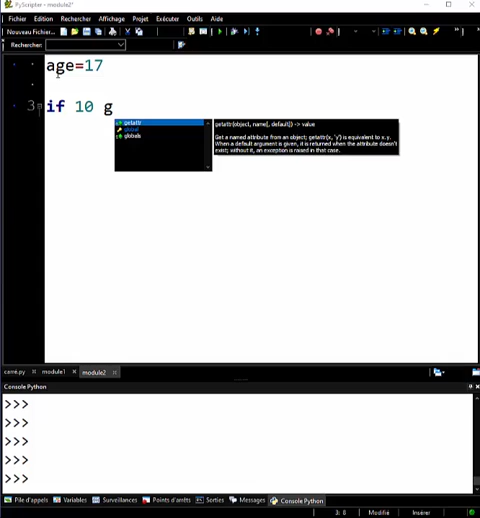 PyScripter - module2*
Fichier Edition Rechercher Affichage Projet Exécuter Outils Aide
Nouveau Fichier...
Rechercher:
age=17
3 if 10 g
getattr
global
globals
getattr(object, name[, default]) -> value
Get a named attribute from an object; getattr(x, 'y') is equivalent to x.y.
When a default argument is given, it is returned when the attribute doesn't
exist; without it, an exception is raised in that case.
carré.py module1 module2
Console Python
>>>
>>>
>>>
>>>
>>>
Pile d'appels Variables Surveillances Points d'arrêts Sorties Messages Console Python
3: 8 Modifié Insérer